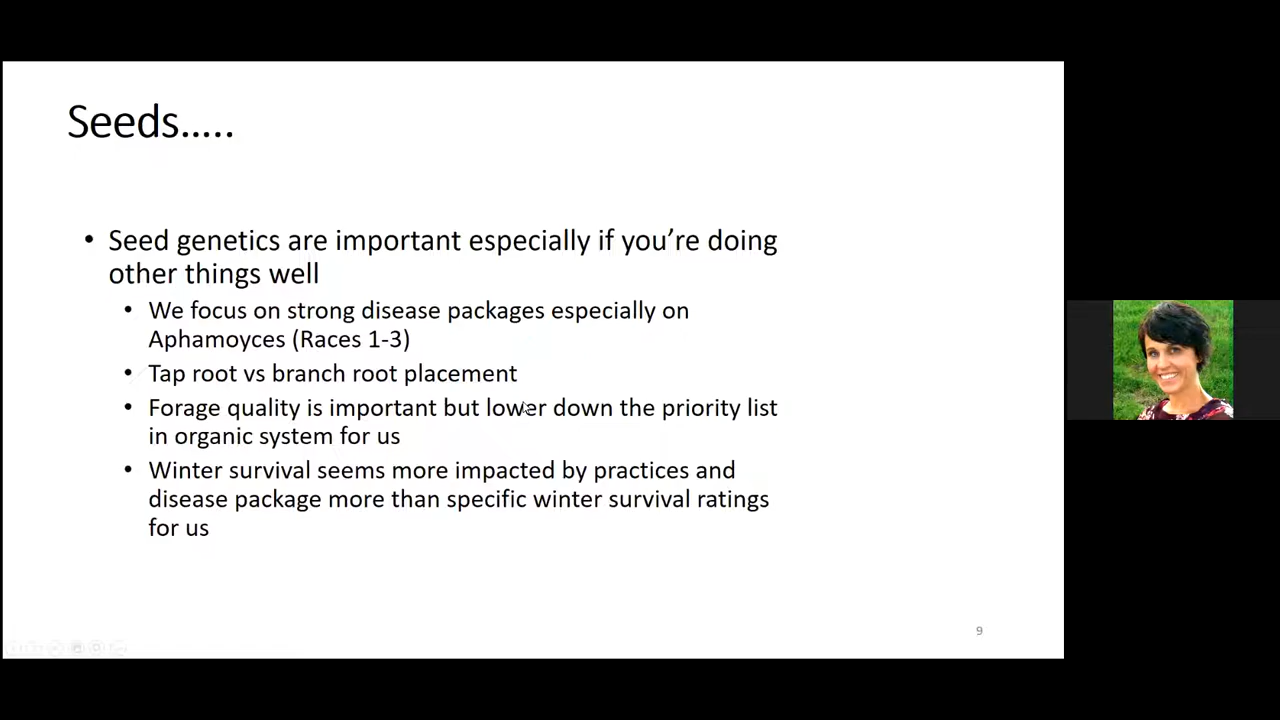 Seeds.....
• Seed genetics are important especially if you're doing
other things well
• We focus on strong disease packages especially on
Aphamoyces (Races 1-3)
• Tap root vs branch root placement
• Forage quality is important but lower down the priority list
in organic system for us
• Winter survival seems more impacted by practices and
disease package more than specific winter survival ratings
for us
9